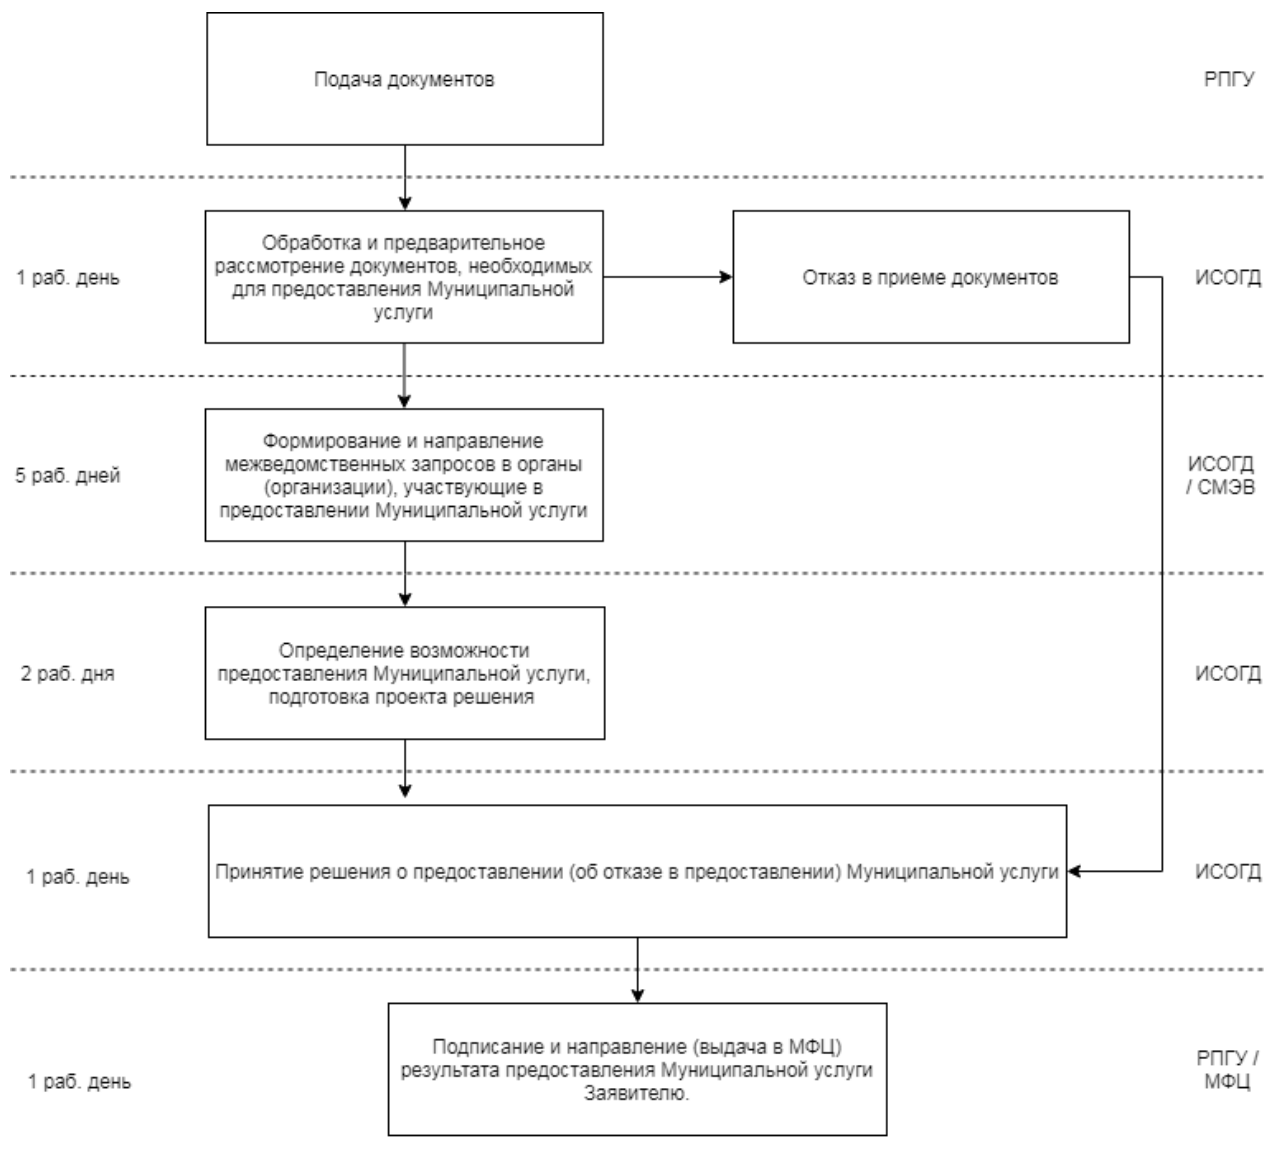 Подача документов
РПГУ
1 раб. день
Обработка и предварительное
рассмотрение документов, необходимых
для предоставления Муниципальной
услуги
Отказ в приеме документов
ИСОГД
5 раб. дней
Формирование и направление
межведомственных запросов в органы
(организации), участвующие в
предоставлении Муниципальной услуги
ИСОГД
/ СМЭВ
2 раб. дня
Определение возможности
предоставления Муниципальной услуги,
подготовка проекта решения
ИСОГД
1 раб. день
Принятие решения о предоставлении (об отказе в предоставлении) Муниципальной услуги
ИСОГД
1 раб. день
Подписание и направление (выдача в МФЦ)
результата предоставления Муниципальной услуги
Заявителю.
РПГУ /
МФЦ